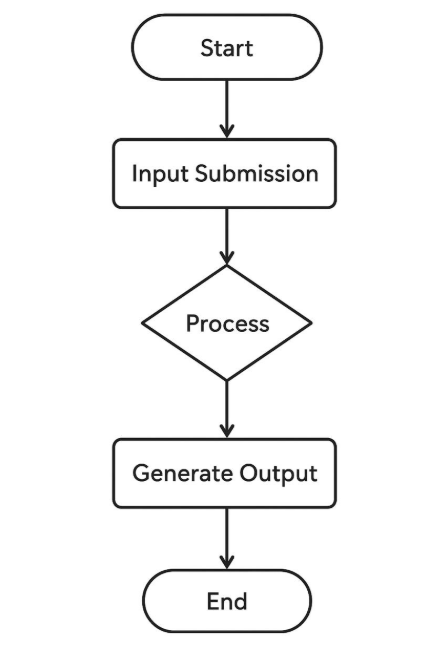 Start
Input Submission
Process
Generate Output
End